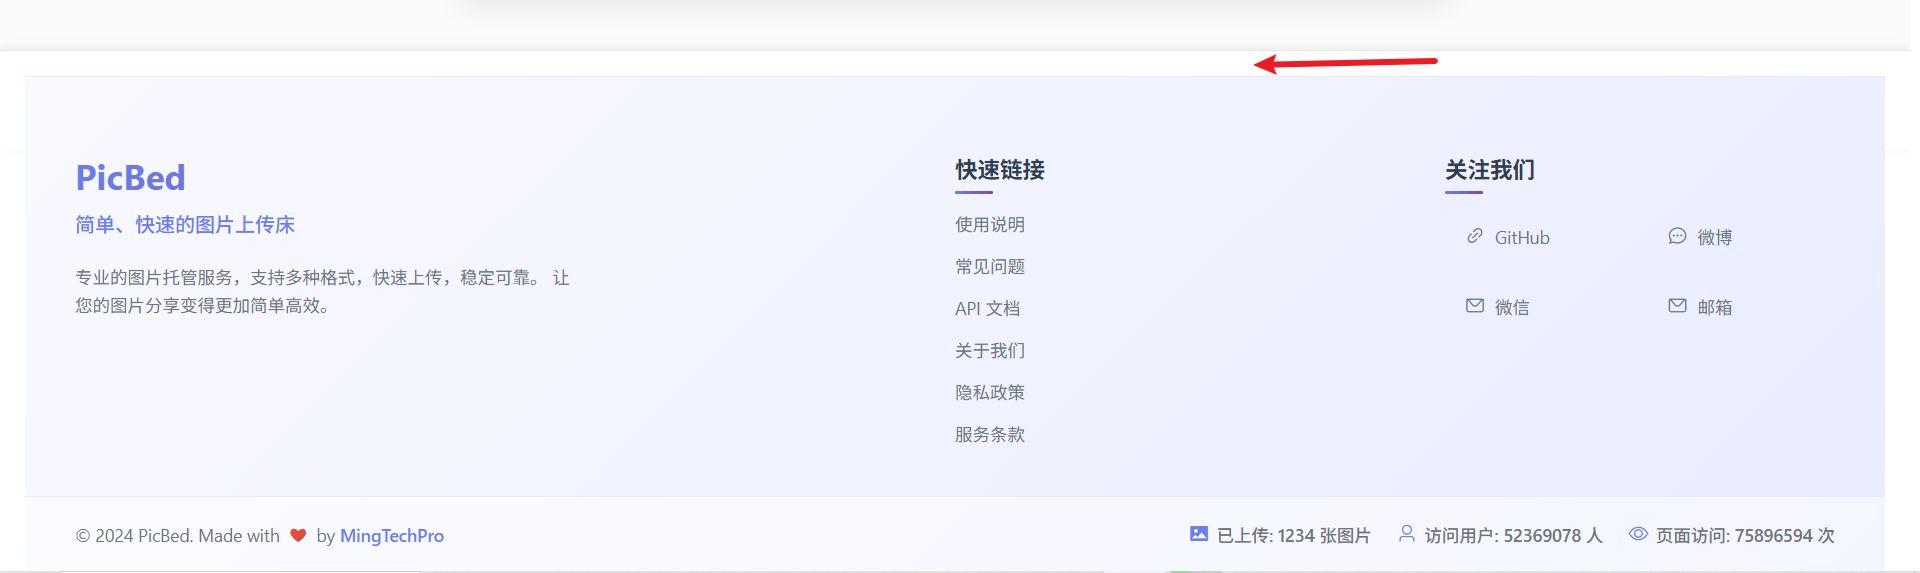 PicBed
简单、快速的图片上传床
专业的图片托管服务，支持多种格式，快速上传，稳定可靠。 让
您的图片分享变得更加简单高效。
快速链接
使用说明
常见问题
API 文档
关于我们
隐私政策
服务条款
关注我们
GitHub
微博
微信
邮箱
© 2024 PicBed. Made with ❤ by MingTechPro
已上传: 1234 张图片 访问用户: 52369078 人 页面访问: 75896594 次